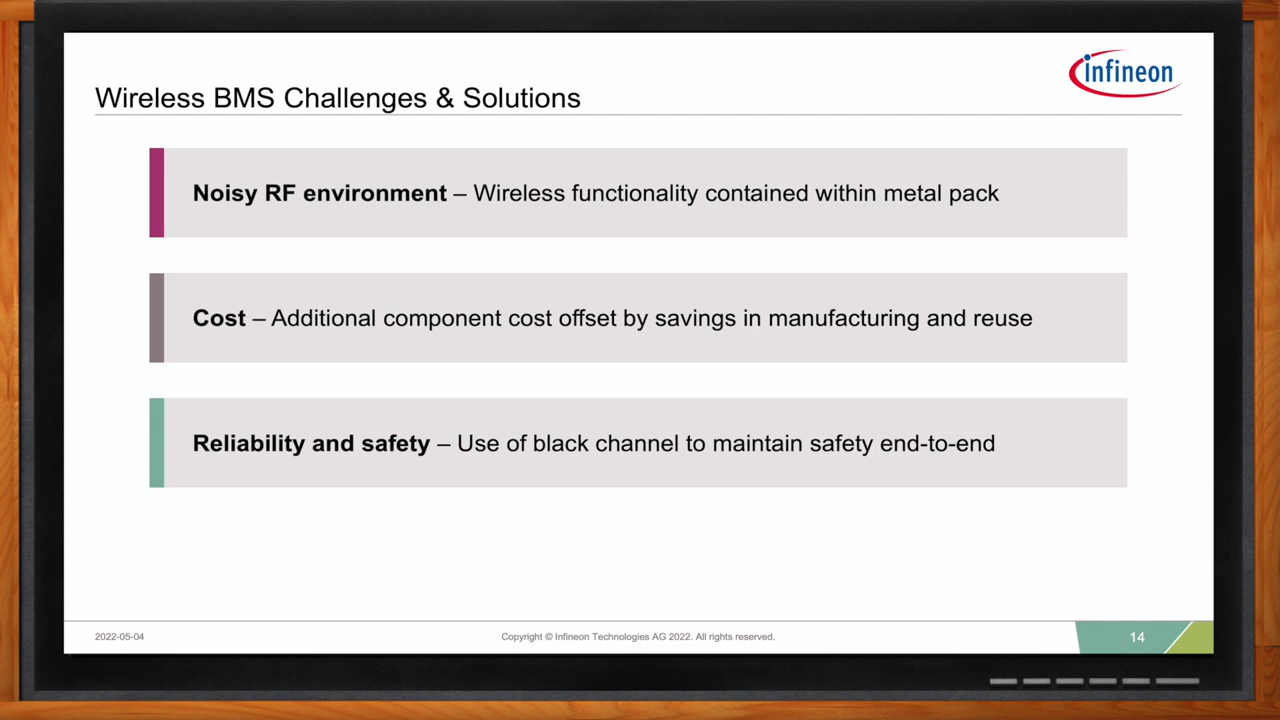 infineon
Wireless BMS Challenges & Solutions
Noisy RF environment – Wireless functionality contained within metal pack
Cost – Additional component cost offset by savings in manufacturing and reuse
Reliability and safety – Use of black channel to maintain safety end-to-end
2022-05-04
Copyright © Infineon Technologies AG 2022. All rights reserved.
14